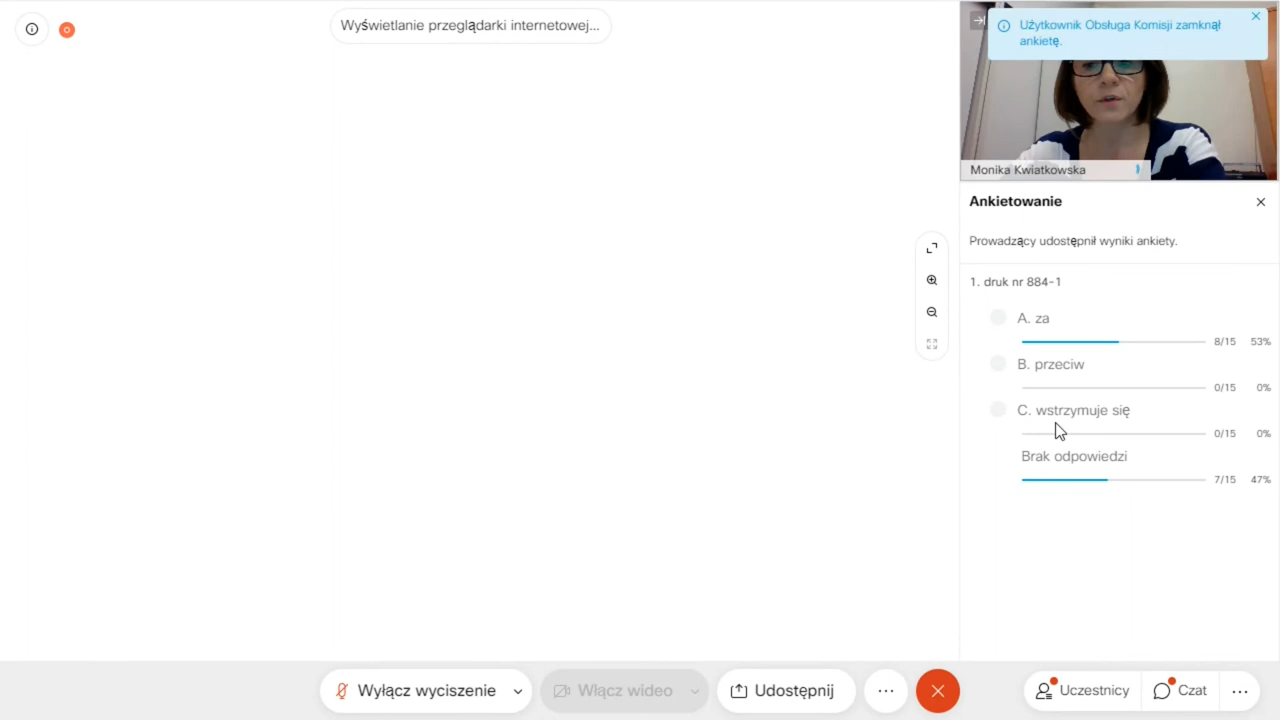 Wyświetlanie przeglądarki internetowej...
Użytkownik Obsługa Komisji zamknął
ankietę.
Monika Kwiatkowska
Ankietowanie
Prowadzący udostępnił wyniki ankiety.
1. druk nr 884-1
A. za
8/15 53%
B. przeciw
0/15 0%
C. wstrzymuje się
0/15 0%
Brak odpowiedzi
7/15 47%
Wyłącz wyciszenie
Włącz wideo
Udostępnij
Uczestnicy
Czat